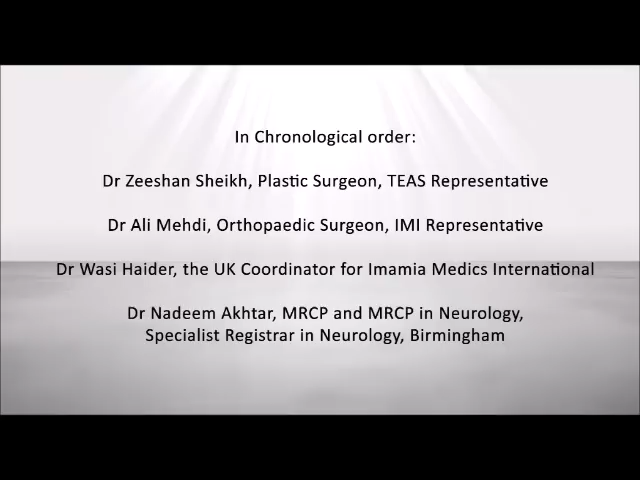 In Chronological order:
Dr Zeeshan Sheikh, Plastic Surgeon, TEAS Representative
Dr Ali Mehdi, Orthopaedic Surgeon, IMI Representative
Dr Wasi Haider, the UK Coordinator for Imamia Medics International
Dr Nadeem Akhtar, MRCP and MRCP in Neurology,
Specialist Registrar in Neurology, Birmingham